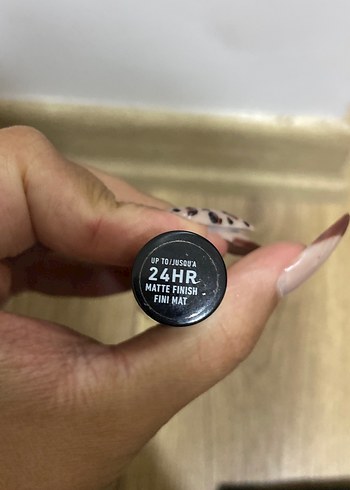 UP TO/JUSQU'A
24HR
MATTE FINISH
FINI MAT